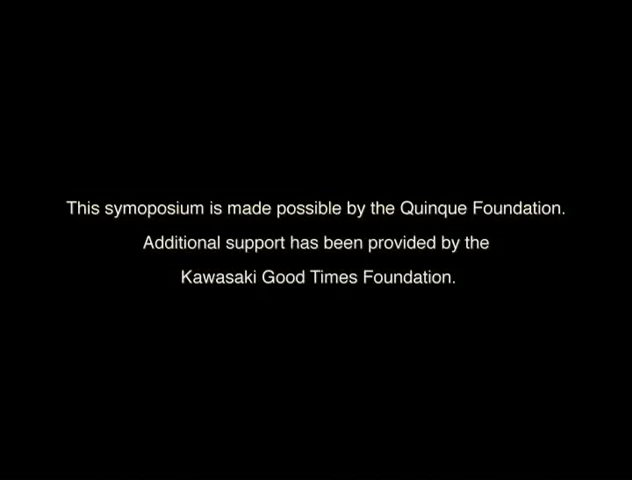 This symoposium is made possible by the Quinque Foundation.
Additional support has been provided by the
Kawasaki Good Times Foundation.